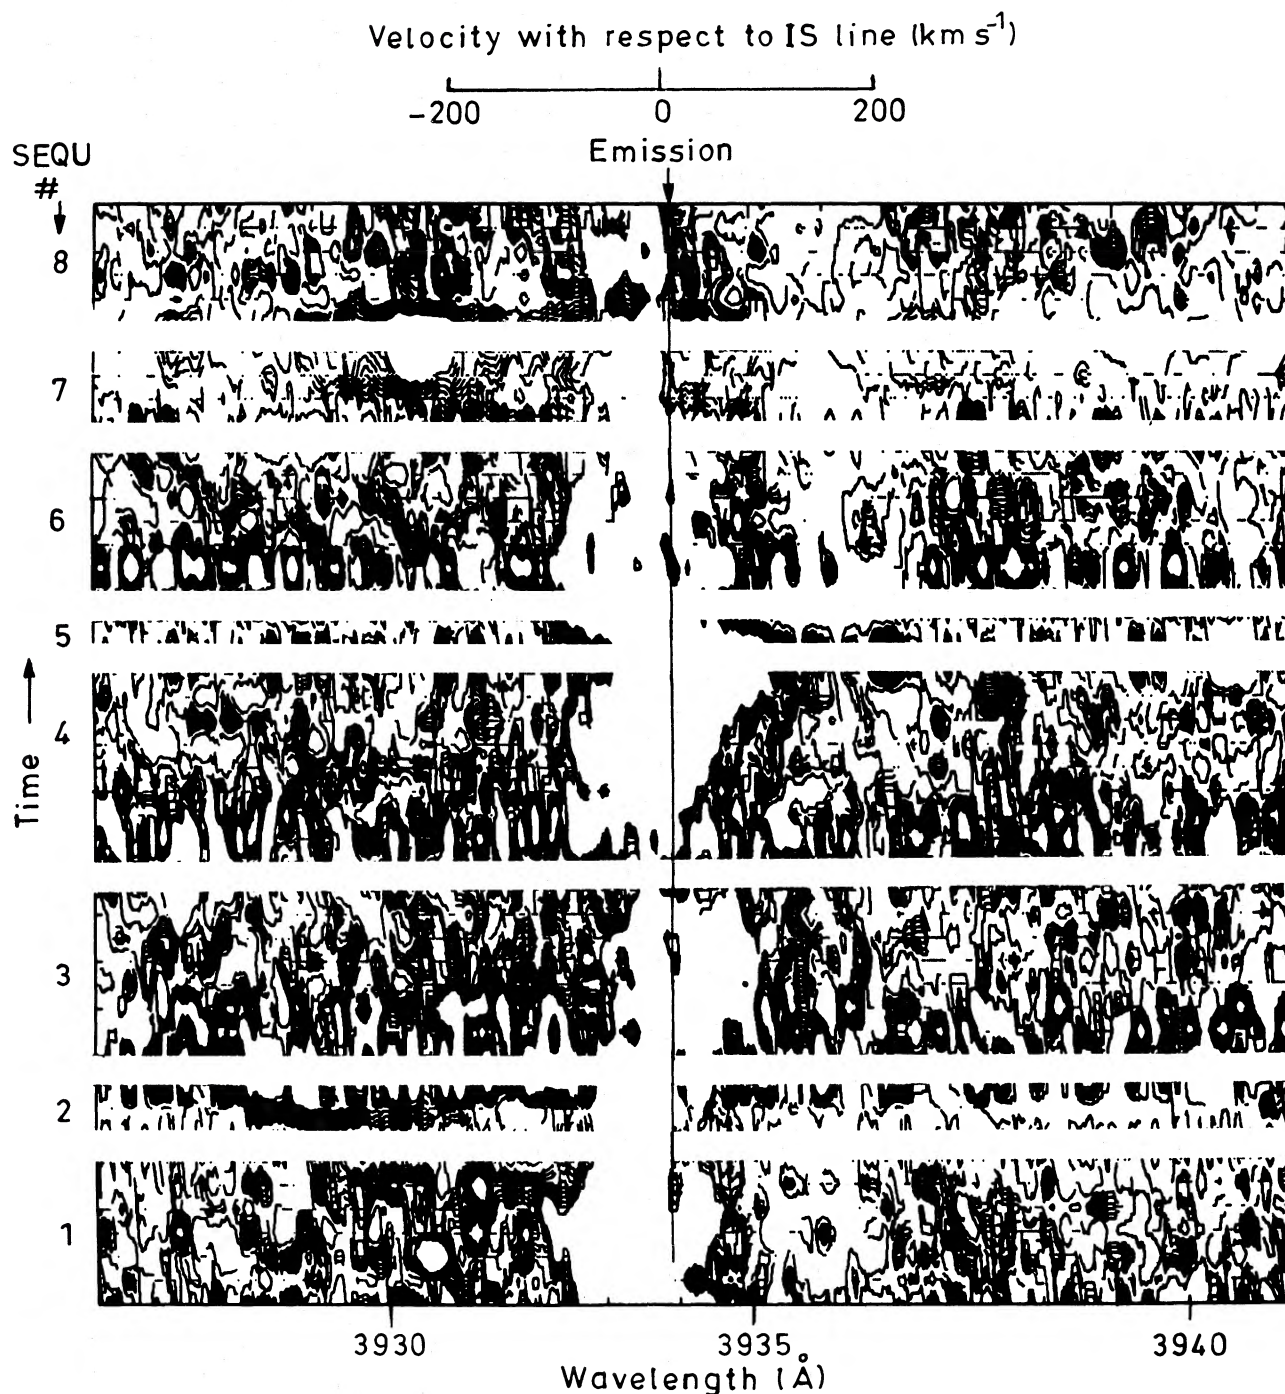 Velocity with respect to IS line (km s⁻¹)
-200 0 200
Emission
SEQU
#
8
7
6
5
4
3
2
1
Time
3930 3935 3940
Wavelength (Å)